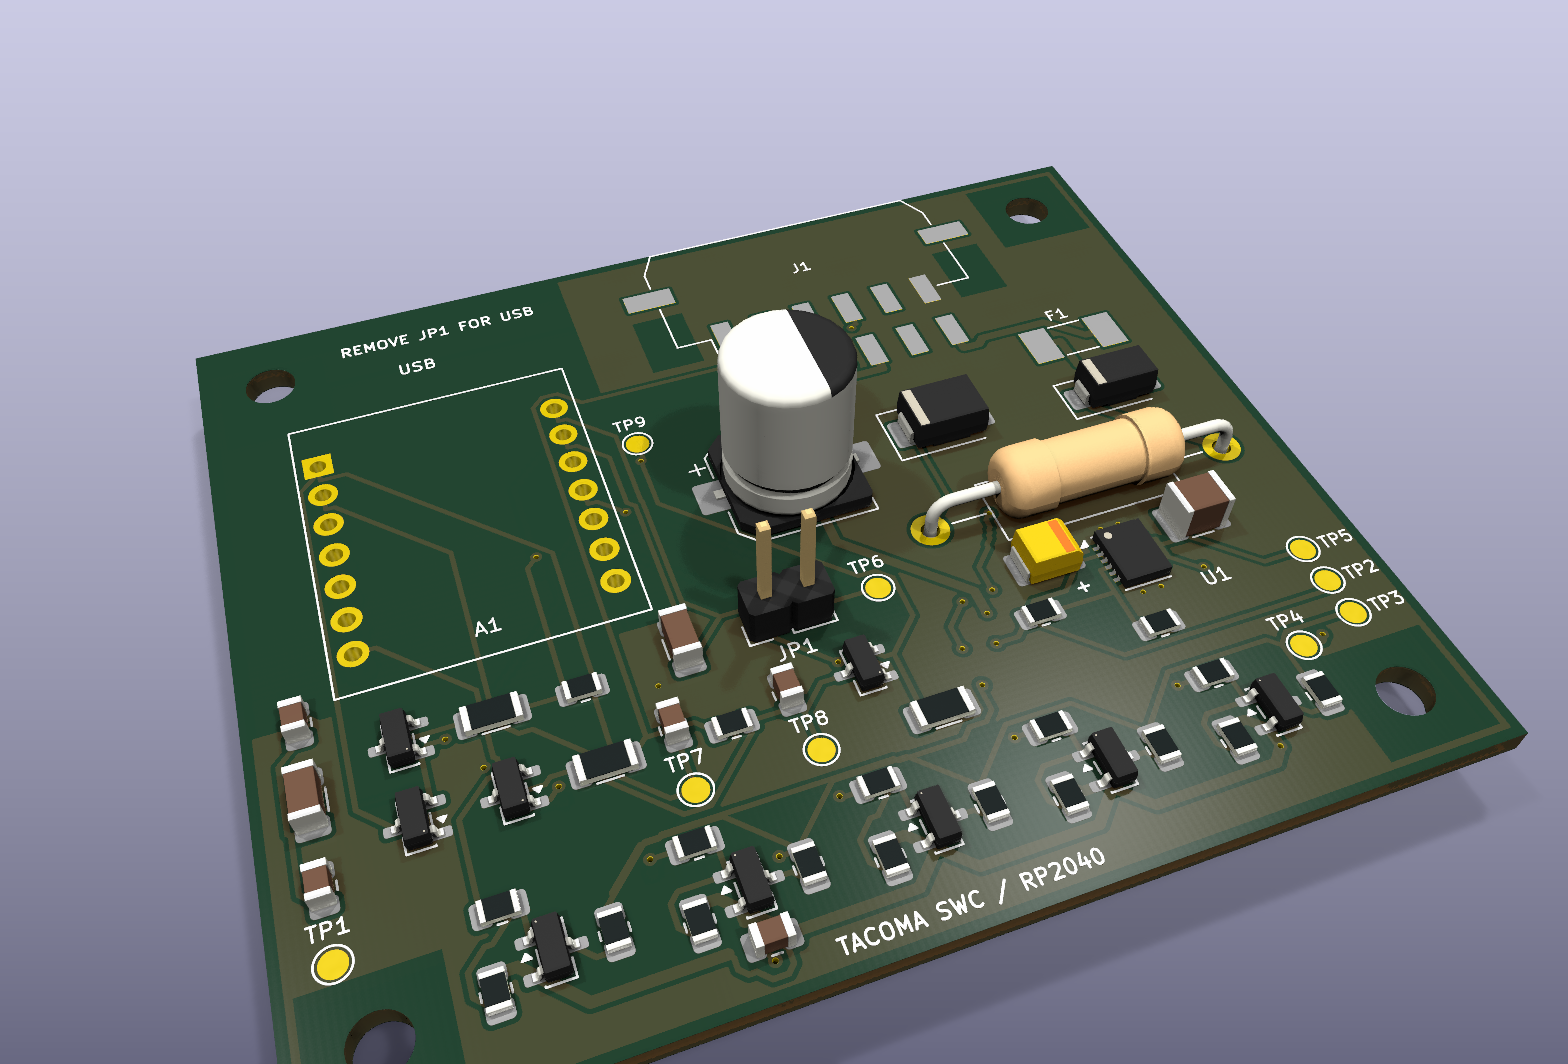 J1
REMOVE JP1 FOR USB
USB
F1
TP9
+
A1
TP6
+
U1
TP5
TP2
TP3
TP4
JP1
TP8
TP7
TP1
TACOMA SWC / RP2040